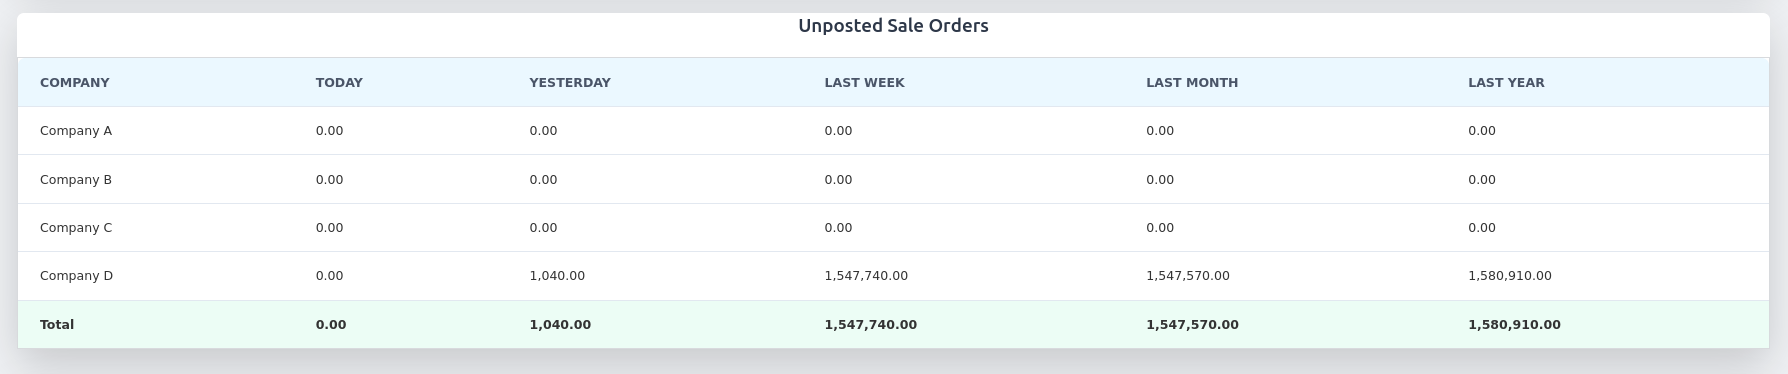 Unposted Sale Orders
COMPANY TODAY YESTERDAY LAST WEEK LAST MONTH LAST YEAR
Company A 0.00 0.00 0.00 0.00 0.00
Company B 0.00 0.00 0.00 0.00 0.00
Company C 0.00 0.00 0.00 0.00 0.00
Company D 0.00 1,040.00 1,547,740.00 1,547,570.00 1,580,910.00
Total 0.00 1,040.00 1,547,740.00 1,547,570.00 1,580,910.00